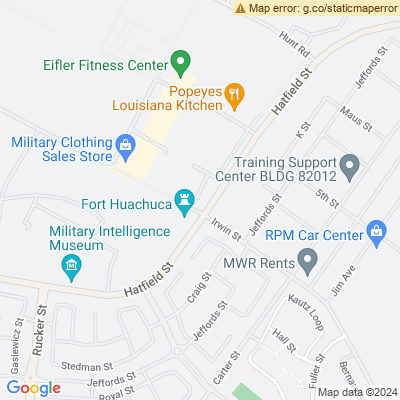 Map error: g.co/staticmaperror
Hunt Rd
Eifler Fitness Center
Hatfield St
Jeffords St
Popeyes
Louisiana Kitchen
Maus St
K St
Military Clothing
Sales Store
Training Support
Center BLDG 82012
5th St
Fort Huachuca
Jeffords St
Irwin St
Military Intelligence
Museum
RPM Car Center
MWR Rents
Hatfield St
Craig St
Jim Ave
Kautz Loop
Gasiewicz St
Rucker St
Jeffords St
Hall St
Stedman St
Carter St
Fuller St
Jeffords St
Royal St
Google
Map data ©2024